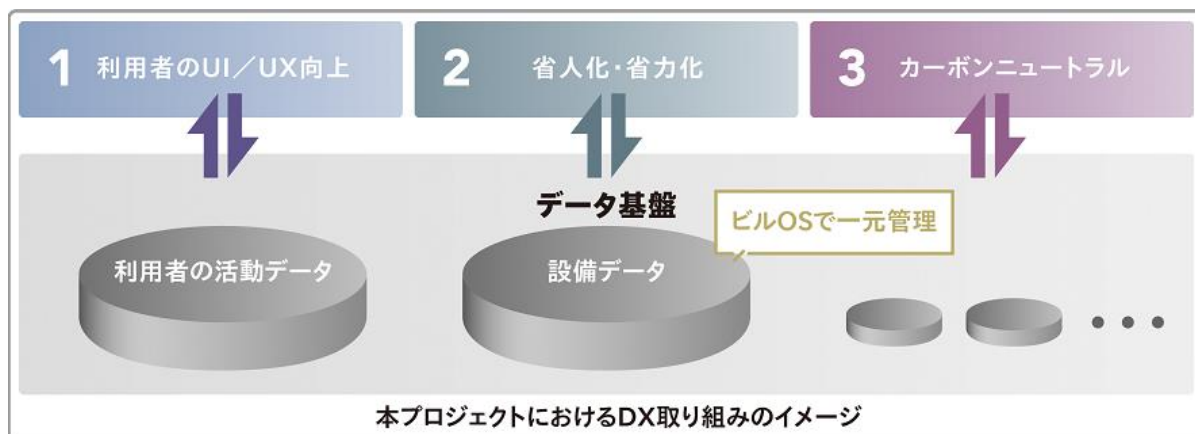 1 利用者のUI／UX向上
2 省人化・省力化
3 カーボンニュートラル
データ基盤
ビルOSで一元管理
利用者の活動データ
設備データ
本プロジェクトにおけるDX取り組みのイメージ